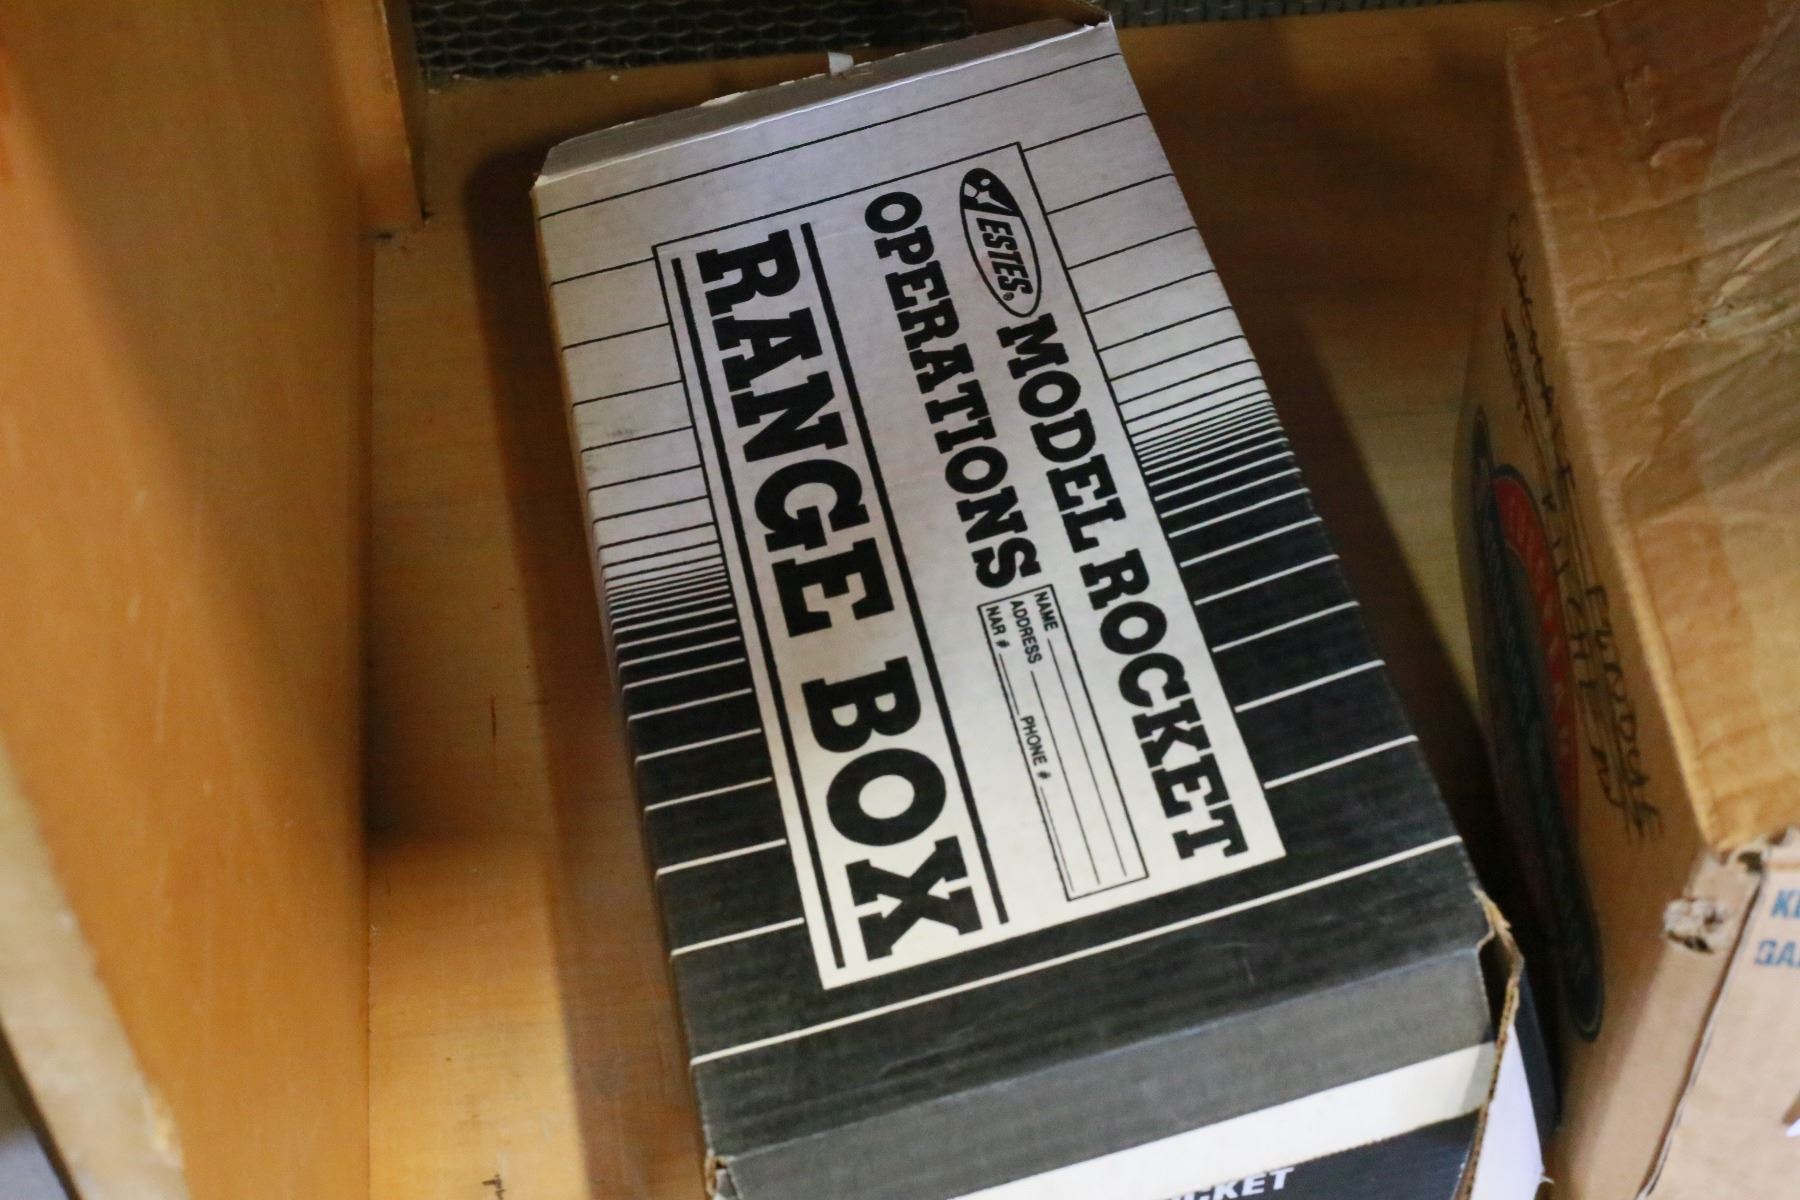 ESTES®
MODEL ROCKET
OPERATIONS
NAME
ADDRESS
NAR # PHONE #
RANGE BOX